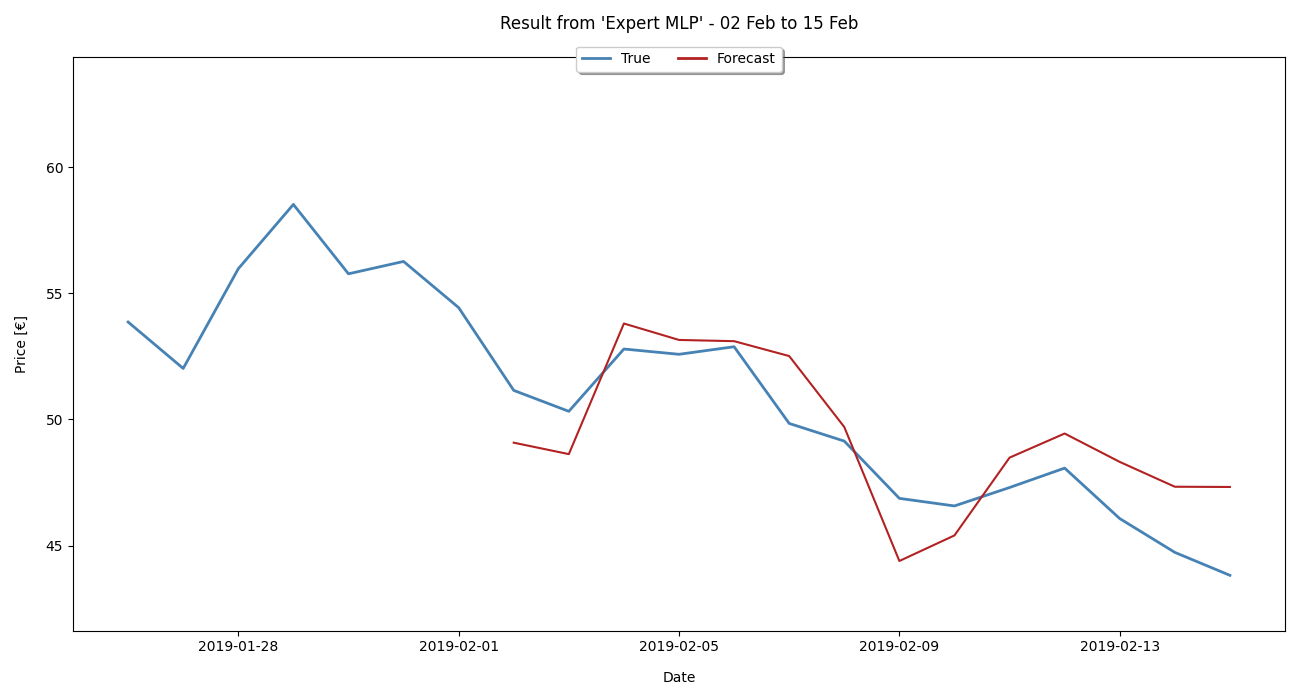 Result from 'Expert MLP' - 02 Feb to 15 Feb
True
Forecast
60
55
50
45
Price [€]
2019-01-28
2019-02-01
2019-02-05
2019-02-09
2019-02-13
Date